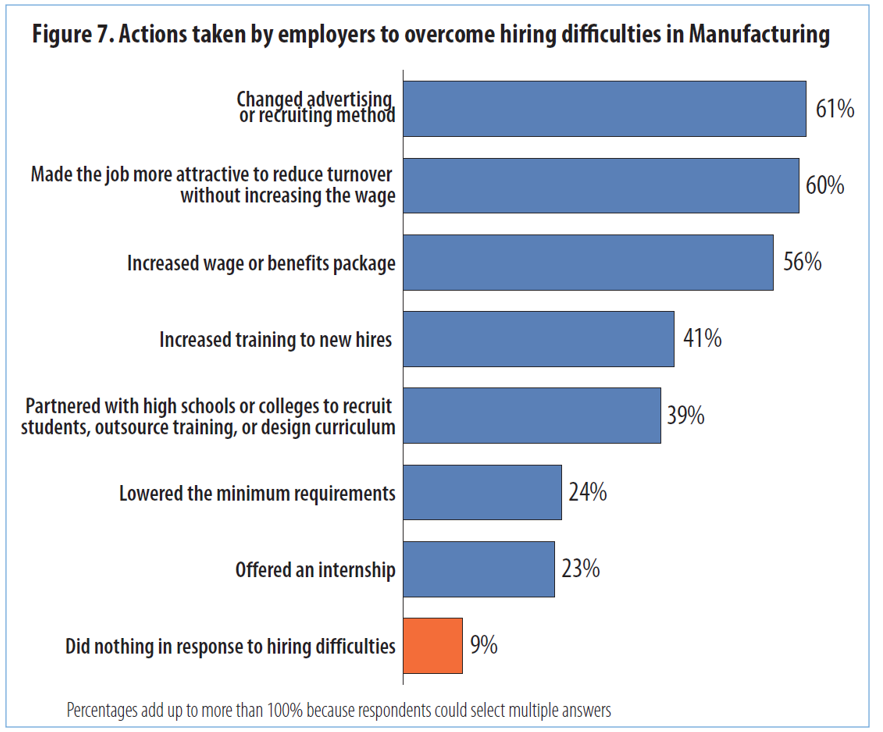 Figure 7. Actions taken by employers to overcome hiring difficulties in Manufacturing
Changed advertising
or recruiting method
61%
Made the job more attractive to reduce turnover
without increasing the wage
60%
Increased wage or benefits package
56%
Increased training to new hires
41%
Partnered with high schools or colleges to recruit
students, outsource training, or design curriculum
39%
Lowered the minimum requirements
24%
Offered an internship
23%
Did nothing in response to hiring difficulties
9%
Percentages add up to more than 100% because respondents could select multiple answers